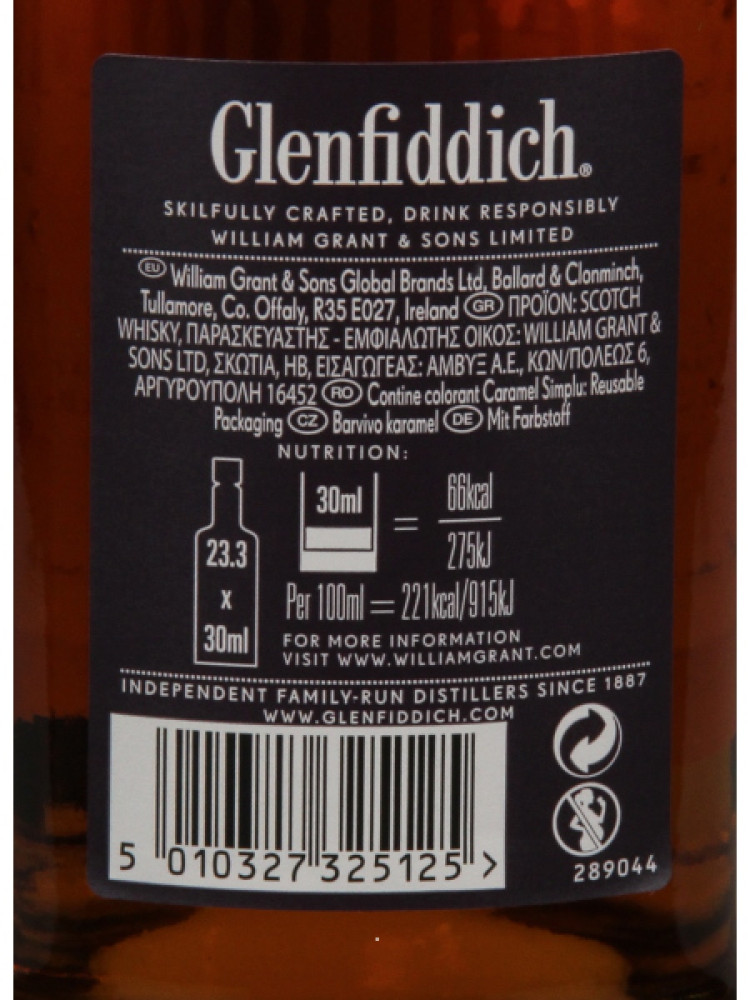 Glenfiddich®
SKILFULLY CRAFTED, DRINK RESPONSIBLY
WILLIAM GRANT & SONS LIMITED
EU William Grant & Sons Global Brands Ltd, Ballard & Clonminch,
Tullamore, Co. Offaly, R35 E027, Ireland GR ΠΡΟΪΟΝ: SCOTCH
WHISKY, ΠΑΡΑΣΚΕΥΑΣΤΗΣ - ΕΜΦΙΑΛΩΤΗΣ ΟΙΚΟΣ: WILLIAM GRANT &
SONS LTD, ΣΚΩΤΙΑ, ΗΒ, ΕΙΣΑΓΩΓΕΑΣ: ΑΜΒΥΞ Α.Ε., ΚΩΝ/ΠΟΛΕΩΣ 6,
ΑΡΓΥΡΟΥΠΟΛΗ 16452 RO Contine colorant Caramel Simplu: Reusable
Packaging CZ Barvivo karamel DE Mit Farbstoff
NUTRITION:
23.3
x
30ml
30ml
=
66kcal
275kJ
Per 100ml = 221kcal/915kJ
FOR MORE INFORMATION
VISIT WWW.WILLIAMGRANT.COM
INDEPENDENT FAMILY-RUN DISTILLERS SINCE 1887
WWW.GLENFIDDICH.COM
5 010327 325125 >
289044